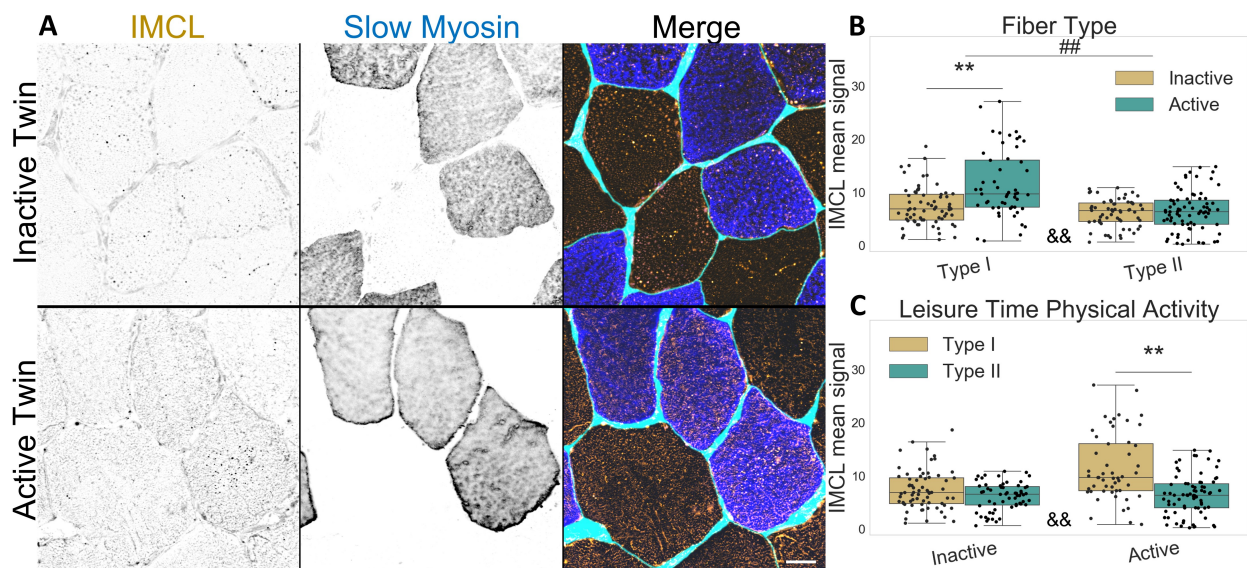 A
IMCL
Slow Myosin
Merge
Inactive Twin
Active Twin
B
Fiber Type
##
**
Inactive
Active
IMCL mean signal
30
20
10
0
&&
Type I
Type II
C
Leisure Time Physical Activity
Type I
Type II
**
IMCL mean signal
30
20
10
0
&&
Inactive
Active